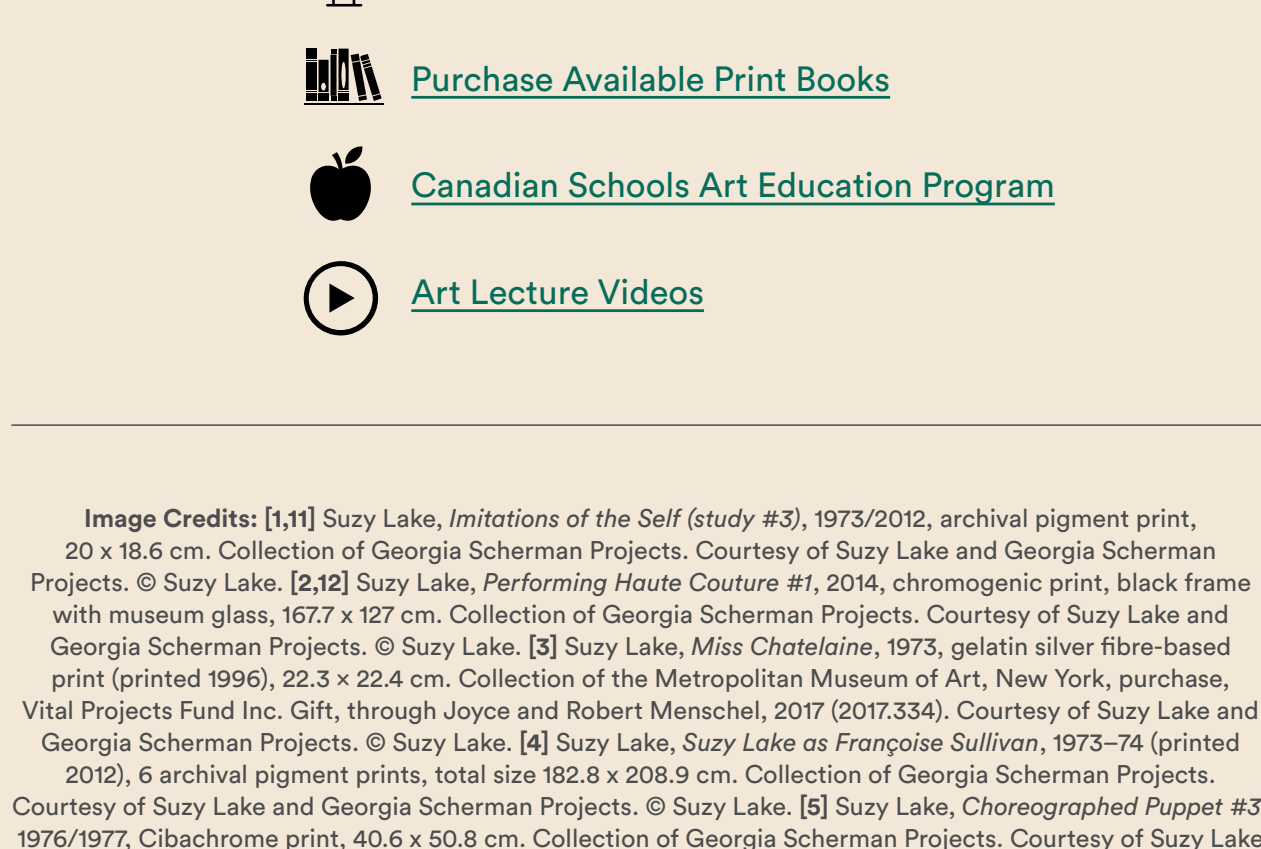 Purchase Available Print Books
Canadian Schools Art Education Program
Art Lecture Videos
Image Credits: [1,11] Suzy Lake, Imitations of the Self (study #3), 1973/2012, archival pigment print,
20 x 18.6 cm. Collection of Georgia Scherman Projects. Courtesy of Suzy Lake and Georgia Scherman
Projects. © Suzy Lake. [2,12] Suzy Lake, Performing Haute Couture #1, 2014, chromogenic print, black frame
with museum glass, 167.7 x 127 cm. Collection of Georgia Scherman Projects. Courtesy of Suzy Lake and
Georgia Scherman Projects. © Suzy Lake. [3] Suzy Lake, Miss Chatelaine, 1973, gelatin silver fibre-based
print (printed 1996), 22.3 × 22.4 cm. Collection of the Metropolitan Museum of Art, New York, purchase,
Vital Projects Fund Inc. Gift, through Joyce and Robert Menschel, 2017 (2017.334). Courtesy of Suzy Lake and
Georgia Scherman Projects. © Suzy Lake. [4] Suzy Lake, Suzy Lake as Françoise Sullivan, 1973–74 (printed
2012), 6 archival pigment prints, total size 182.8 x 208.9 cm. Collection of Georgia Scherman Projects.
Courtesy of Suzy Lake and Georgia Scherman Projects. © Suzy Lake. [5] Suzy Lake, Choreographed Puppet #3
1976/1977, Cibachrome print, 40.6 x 50.8 cm. Collection of Georgia Scherman Projects. Courtesy of Suzy Lake